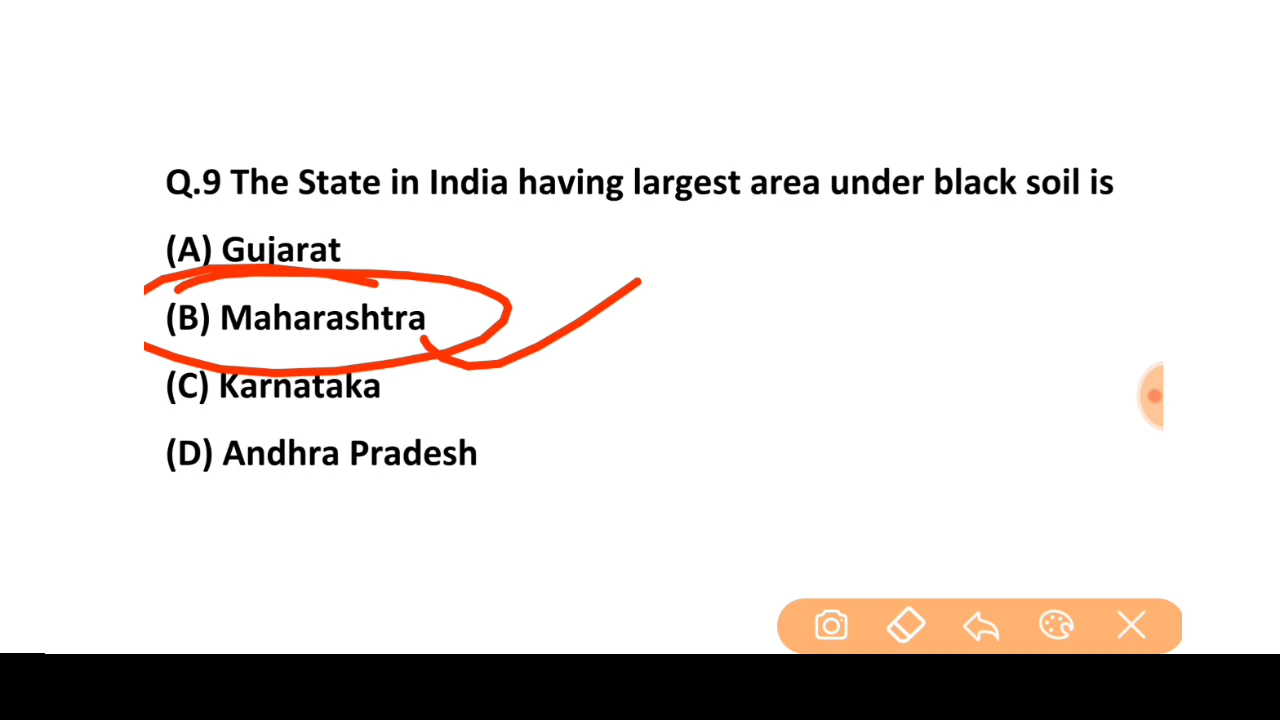 Q.9 The State in India having largest area under black soil is
(A) Gujarat
(B) Maharashtra
(C) Karnataka
(D) Andhra Pradesh